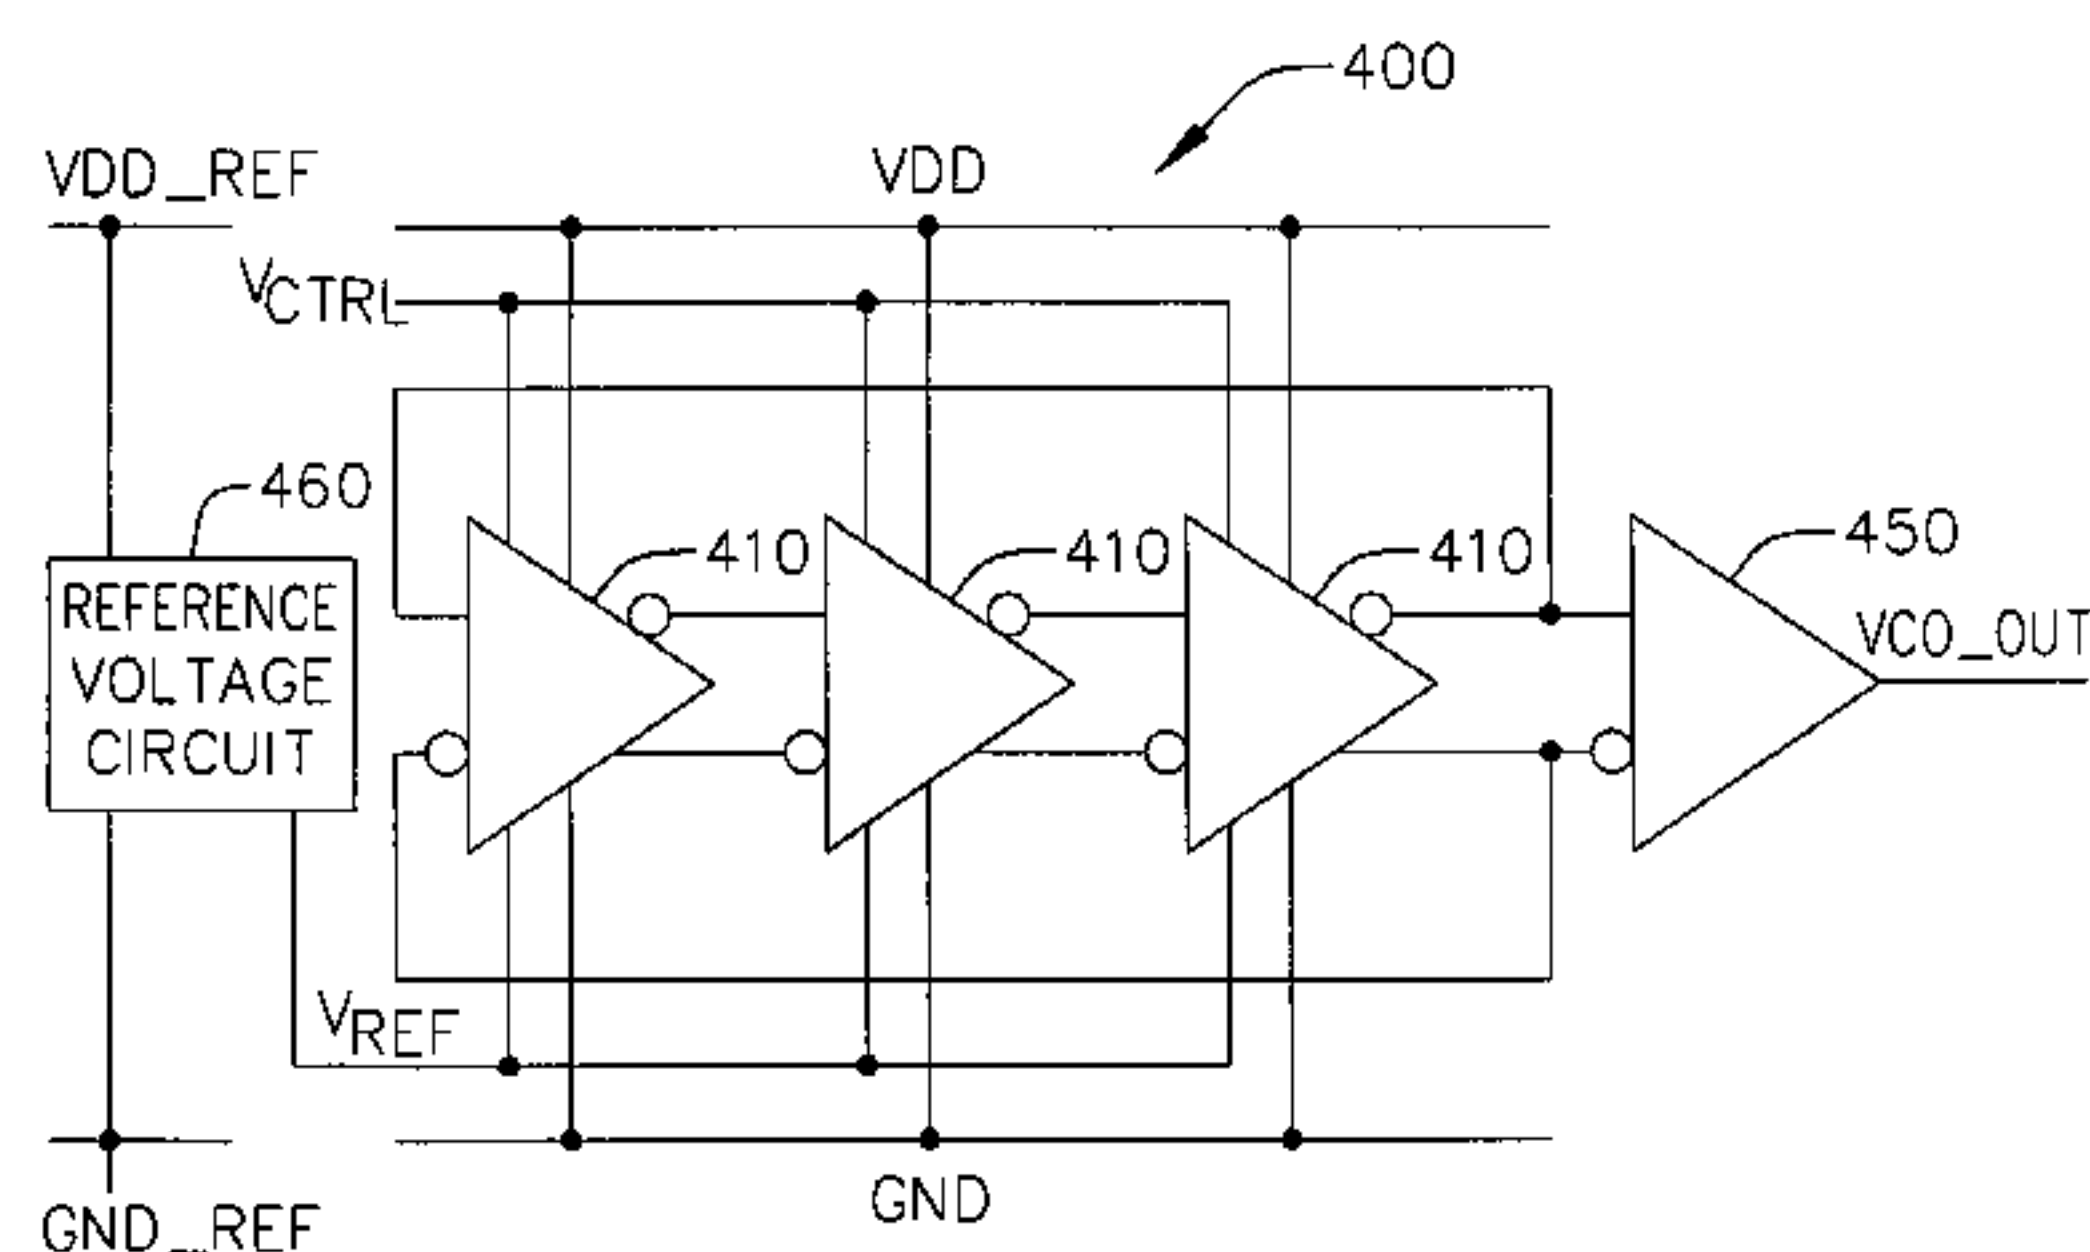 400
VDD_REF
VDD
VCTRL
460
410
410
410
450
REFERENCE
VOLTAGE
CIRCUIT
VCO_OUT
VREF
GND
GND_REF